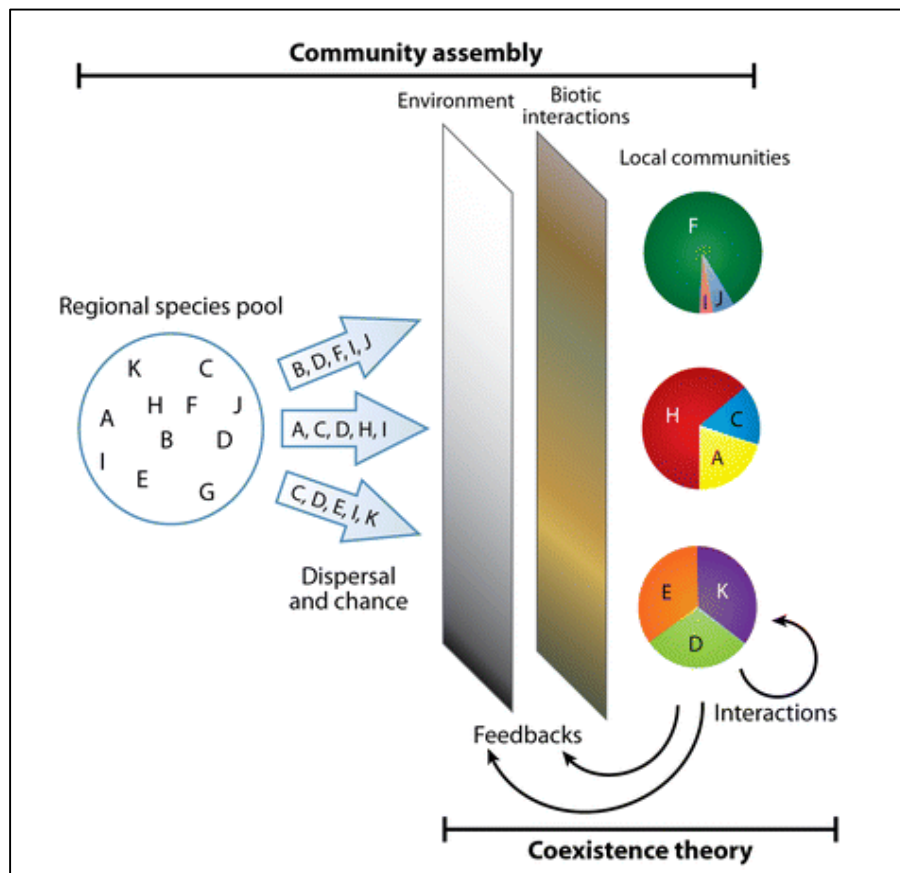 Community assembly
Environment
Biotic
interactions
Local communities
F
I
J
Regional species pool
K
C
A
H
F
J
B
D
I
E
G
B, D, F, I, J
A, C, D, H, I
C, D, E, I, K
Dispersal
and chance
H
C
A
E
K
D
Interactions
Feedbacks
Coexistence theory